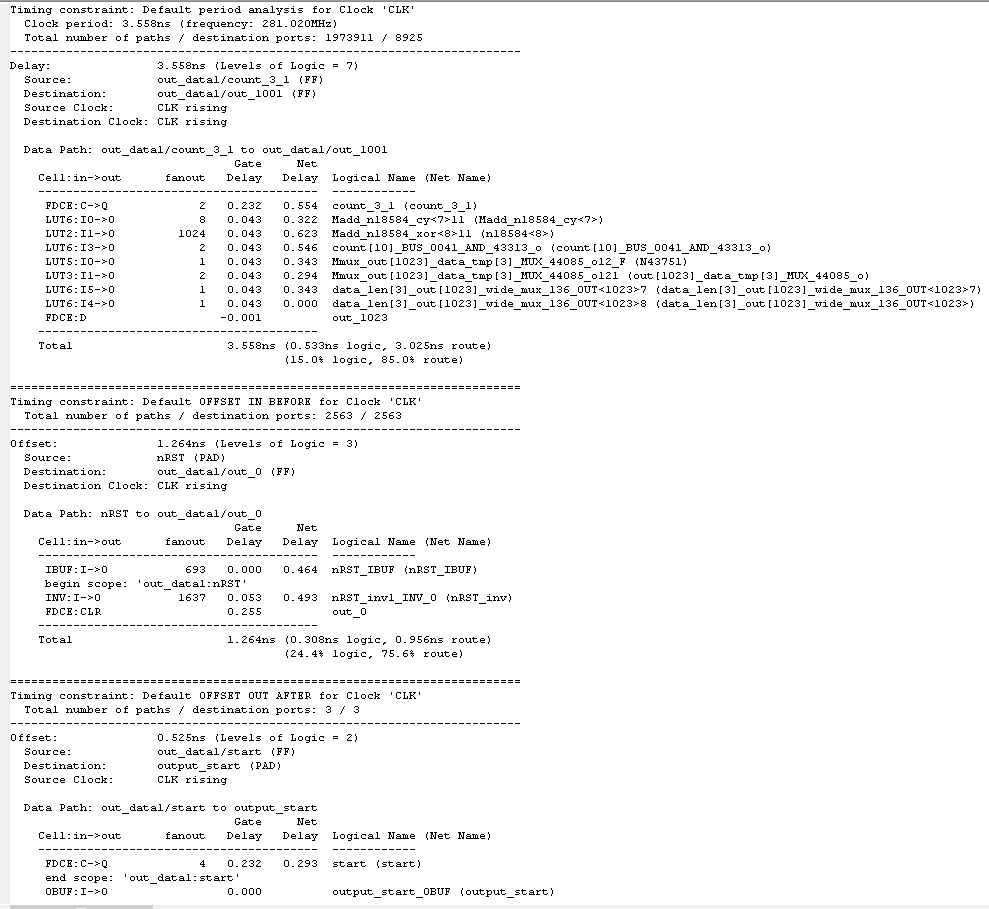 Timing constraint: Default period analysis for Clock 'CLK'
  Clock period: 3.558ns (frequency: 281.020MHz)
  Total number of paths / destination ports: 1973911 / 8925
-------------------------------------------------------------------------
Delay:               3.558ns (Levels of Logic = 7)
  Source:            out_data1/count_3_1 (FF)
  Destination:       out_data1/out_1001 (FF)
  Source Clock:      CLK rising
  Destination Clock: CLK rising

  Data Path: out_data1/count_3_1 to out_data1/out_1001
                                Gate     Net
    Cell:in->out      fanout   Delay   Delay  Logical Name (Net Name)
    ----------------------------------------  ------------
     FDCE:C->Q             2   0.232   0.554  count_3_1 (count_3_1)
     LUT6:I0->O            8   0.043   0.322  Madd_n18584_cy<7>11 (Madd_n18584_cy<7>)
     LUT2:I1->O         1024   0.043   0.623  Madd_n18584_xor<8>11 (n18584<8>)
     LUT6:I3->O            2   0.043   0.546  count[10]_BUS_0041_AND_43313_o (count[10]_BUS_0041_AND_43313_o)
     LUT5:I0->O            1   0.043   0.343  Mmux_out[1023]_data_tmp[3]_MUX_44085_o12_F (N43751)
     LUT3:I1->O            2   0.043   0.294  Mmux_out[1023]_data_tmp[3]_MUX_44085_o121 (out[1023]_data_tmp[3]_MUX_44085_o)
     LUT6:I5->O            1   0.043   0.343  data_len[3]_out[1023]_wide_mux_136_OUT<1023>7 (data_len[3]_out[1023]_wide_mux_136_OUT<1023>7)
     LUT6:I4->O            1   0.043   0.000  data_len[3]_out[1023]_wide_mux_136_OUT<1023>8 (data_len[3]_out[1023]_wide_mux_136_OUT<1023>)
     FDCE:D                   -0.001          out_1023
    ----------------------------------------
    Total                      3.558ns (0.533ns logic, 3.025ns route)
                                       (15.0% logic, 85.0% route)

=========================================================================
Timing constraint: Default OFFSET IN BEFORE for Clock 'CLK'
  Total number of paths / destination ports: 2563 / 2563
-------------------------------------------------------------------------
Offset:              1.264ns (Levels of Logic = 3)
  Source:            nRST (PAD)
  Destination:       out_data1/out_0 (FF)
  Destination Clock: CLK rising

  Data Path: nRST to out_data1/out_0
                                Gate     Net
    Cell:in->out      fanout   Delay   Delay  Logical Name (Net Name)
    ----------------------------------------  ------------
     IBUF:I->O           693   0.000   0.464  nRST_IBUF (nRST_IBUF)
     begin scope: 'out_data1:nRST'
     INV:I->O           1637   0.053   0.493  nRST_inv1_INV_0 (nRST_inv)
     FDCE:CLR                  0.255          out_0
    ----------------------------------------
    Total                      1.264ns (0.308ns logic, 0.956ns route)
                                       (24.4% logic, 75.6% route)

=========================================================================
Timing constraint: Default OFFSET OUT AFTER for Clock 'CLK'
  Total number of paths / destination ports: 3 / 3
-------------------------------------------------------------------------
Offset:              0.525ns (Levels of Logic = 2)
  Source:            out_data1/start (FF)
  Destination:       output_start (PAD)
  Source Clock:      CLK rising

  Data Path: out_data1/start to output_start
                                Gate     Net
    Cell:in->out      fanout   Delay   Delay  Logical Name (Net Name)
    ----------------------------------------  ------------
     FDCE:C->Q             4   0.232   0.293  start (start)
     end scope: 'out_data1:start'
     OBUF:I->O                 0.000          output_start_OBUF (output_start)